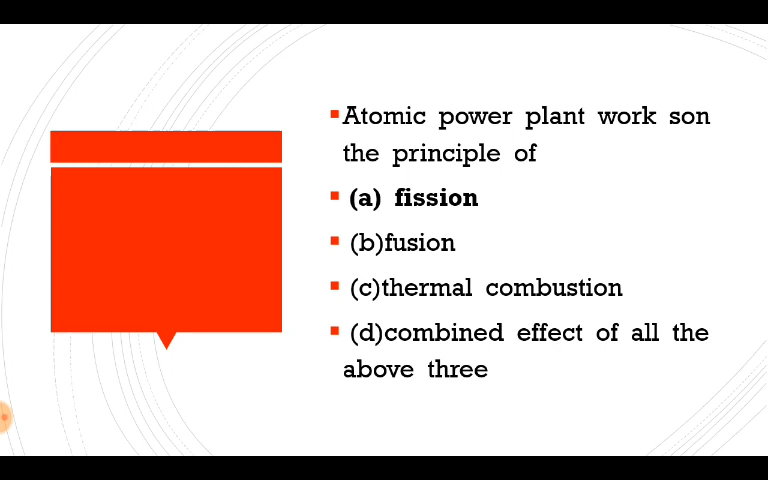 Atomic power plant work son
the principle of
(a) fission
(b)fusion
(c)thermal combustion
(d)combined effect of all the
above three